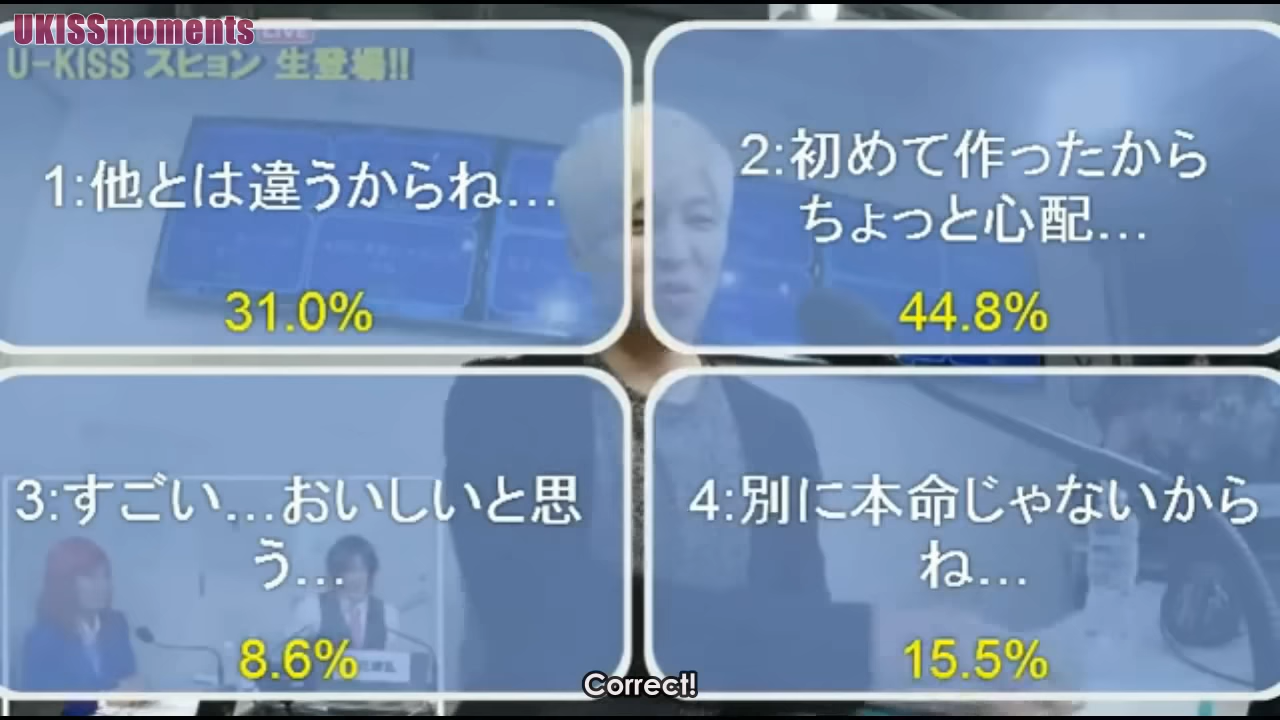 UKISSmoments
LIVE
U-KISS スヒョン 生登場!!
1:他とは違うからね...
31.0%
2:初めて作ったから
ちょっと心配...
44.8%
3:すごい...おいしいと思
う...
8.6%
4:別に本命じゃないから
ね...
15.5%
Correct!